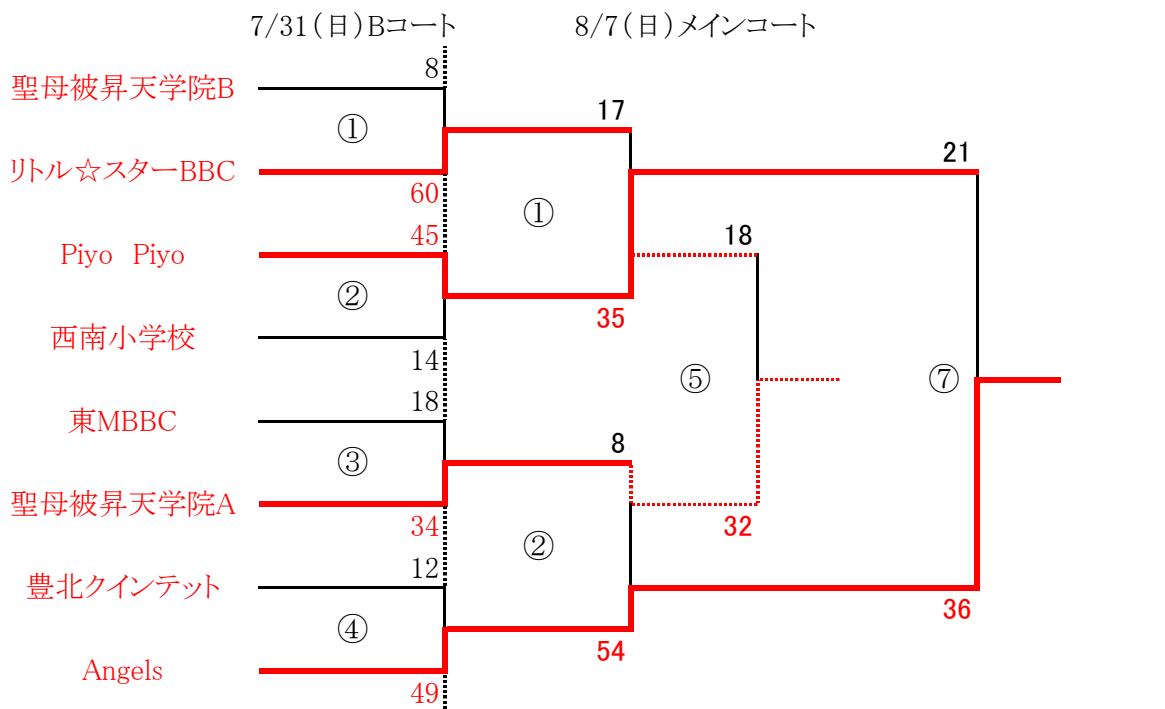 7/31(日)Bコート 8/7(日)メインコート
8
聖母被昇天学院B
17
①
21
リトル☆スターBBC
60
①
45
18
Piyo Piyo
②
35
西南小学校
14
⑤
⑦
18
東MBBC
8
③
聖母被昇天学院A
34
32
②
12
豊北クインテット
36
④
54
Angels
49